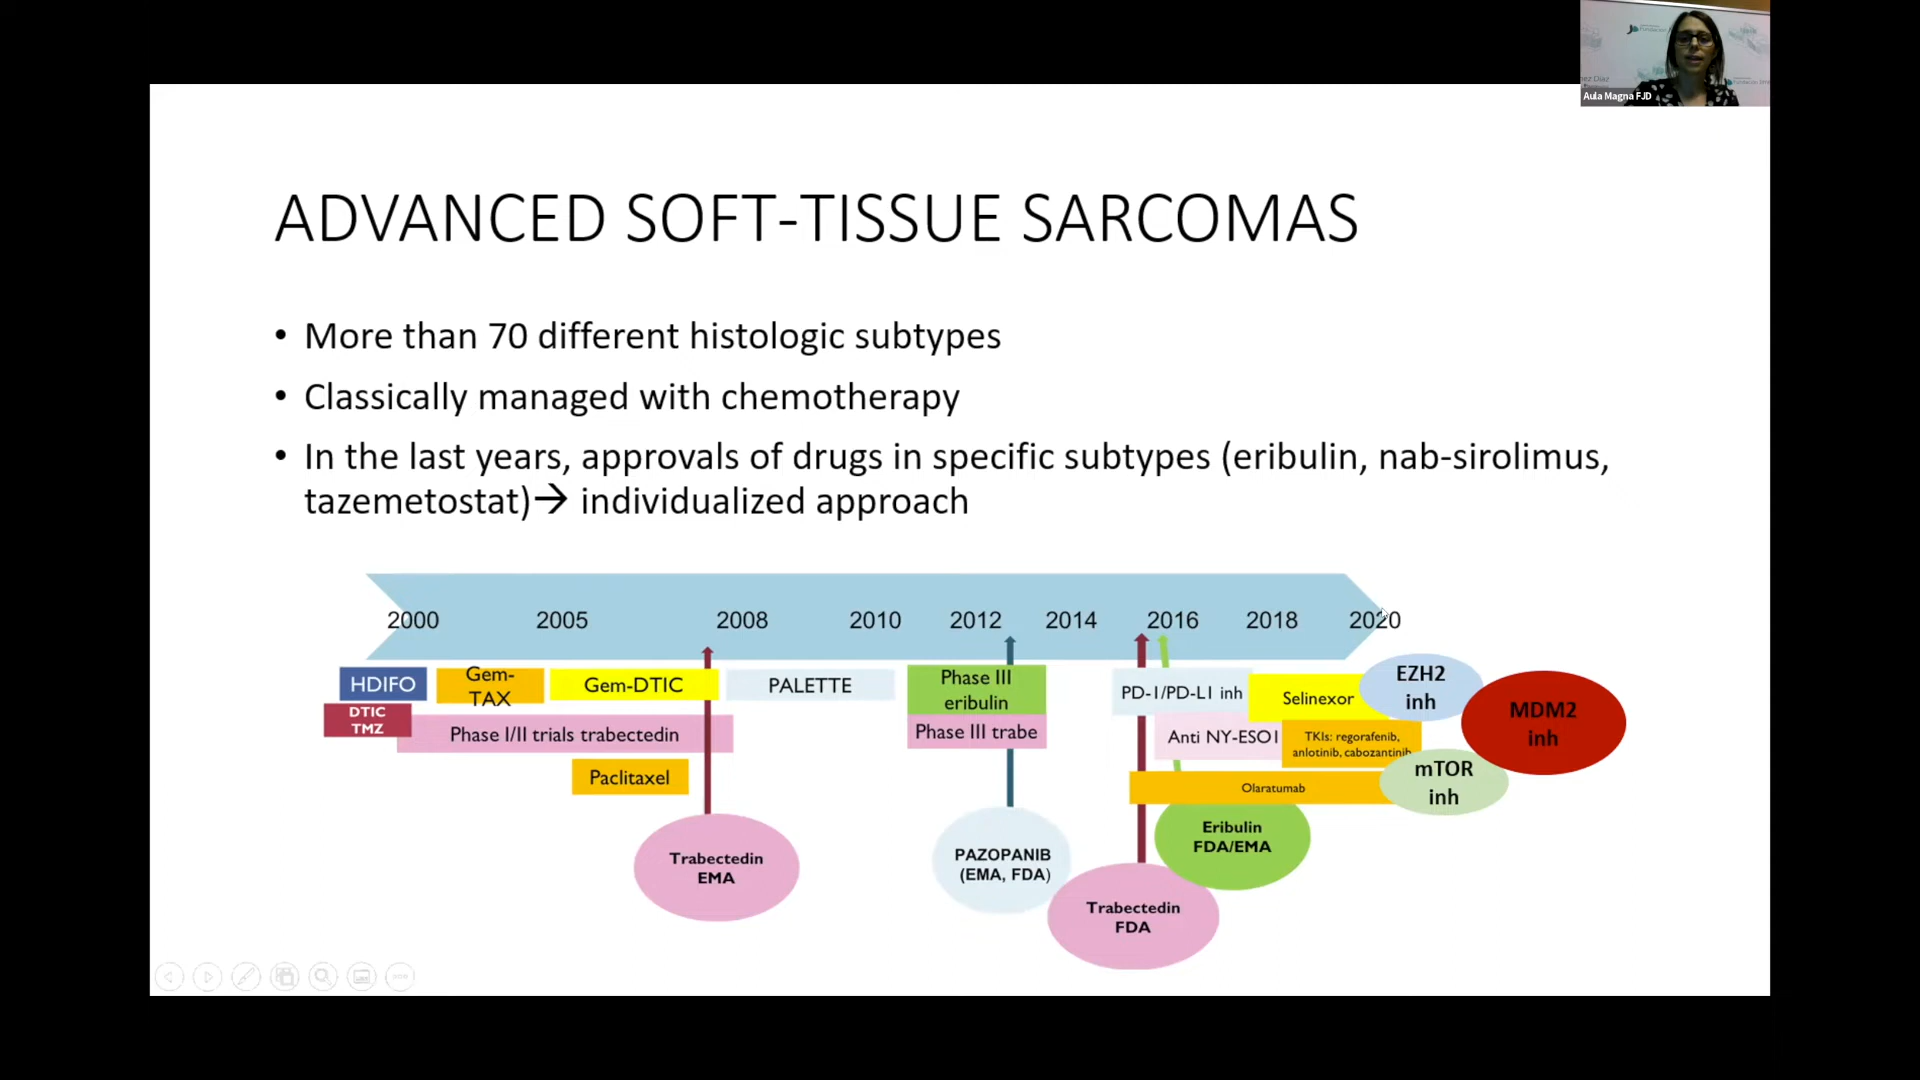 Aula Magna FJD
ADVANCED SOFT-TISSUE SARCOMAS
• More than 70 different histologic subtypes
• Classically managed with chemotherapy
• In the last years, approvals of drugs in specific subtypes (eribulin, nab-sirolimus,
tazemetostat)→ individualized approach
2000 2005 2008 2010 2012 2014 2016 2018 2020
HDIFO
Gem-
TAX
Gem-DTIC
PALETTE
Phase III
eribulin
PD-1/PD-L1 inh
Selinexor
EZH2
inh
MDM2
inh
DTIC
TMZ
Phase I/II trials trabectedin
Phase III trabe
Anti NY-ESO1
TKIs: regorafenib,
anlotinib, cabozantinib
mTOR
inh
Paclitaxel
Olaratumab
Trabectedin
EMA
PAZOPANIB
(EMA, FDA)
Eribulin
FDA/EMA
Trabectedin
FDA